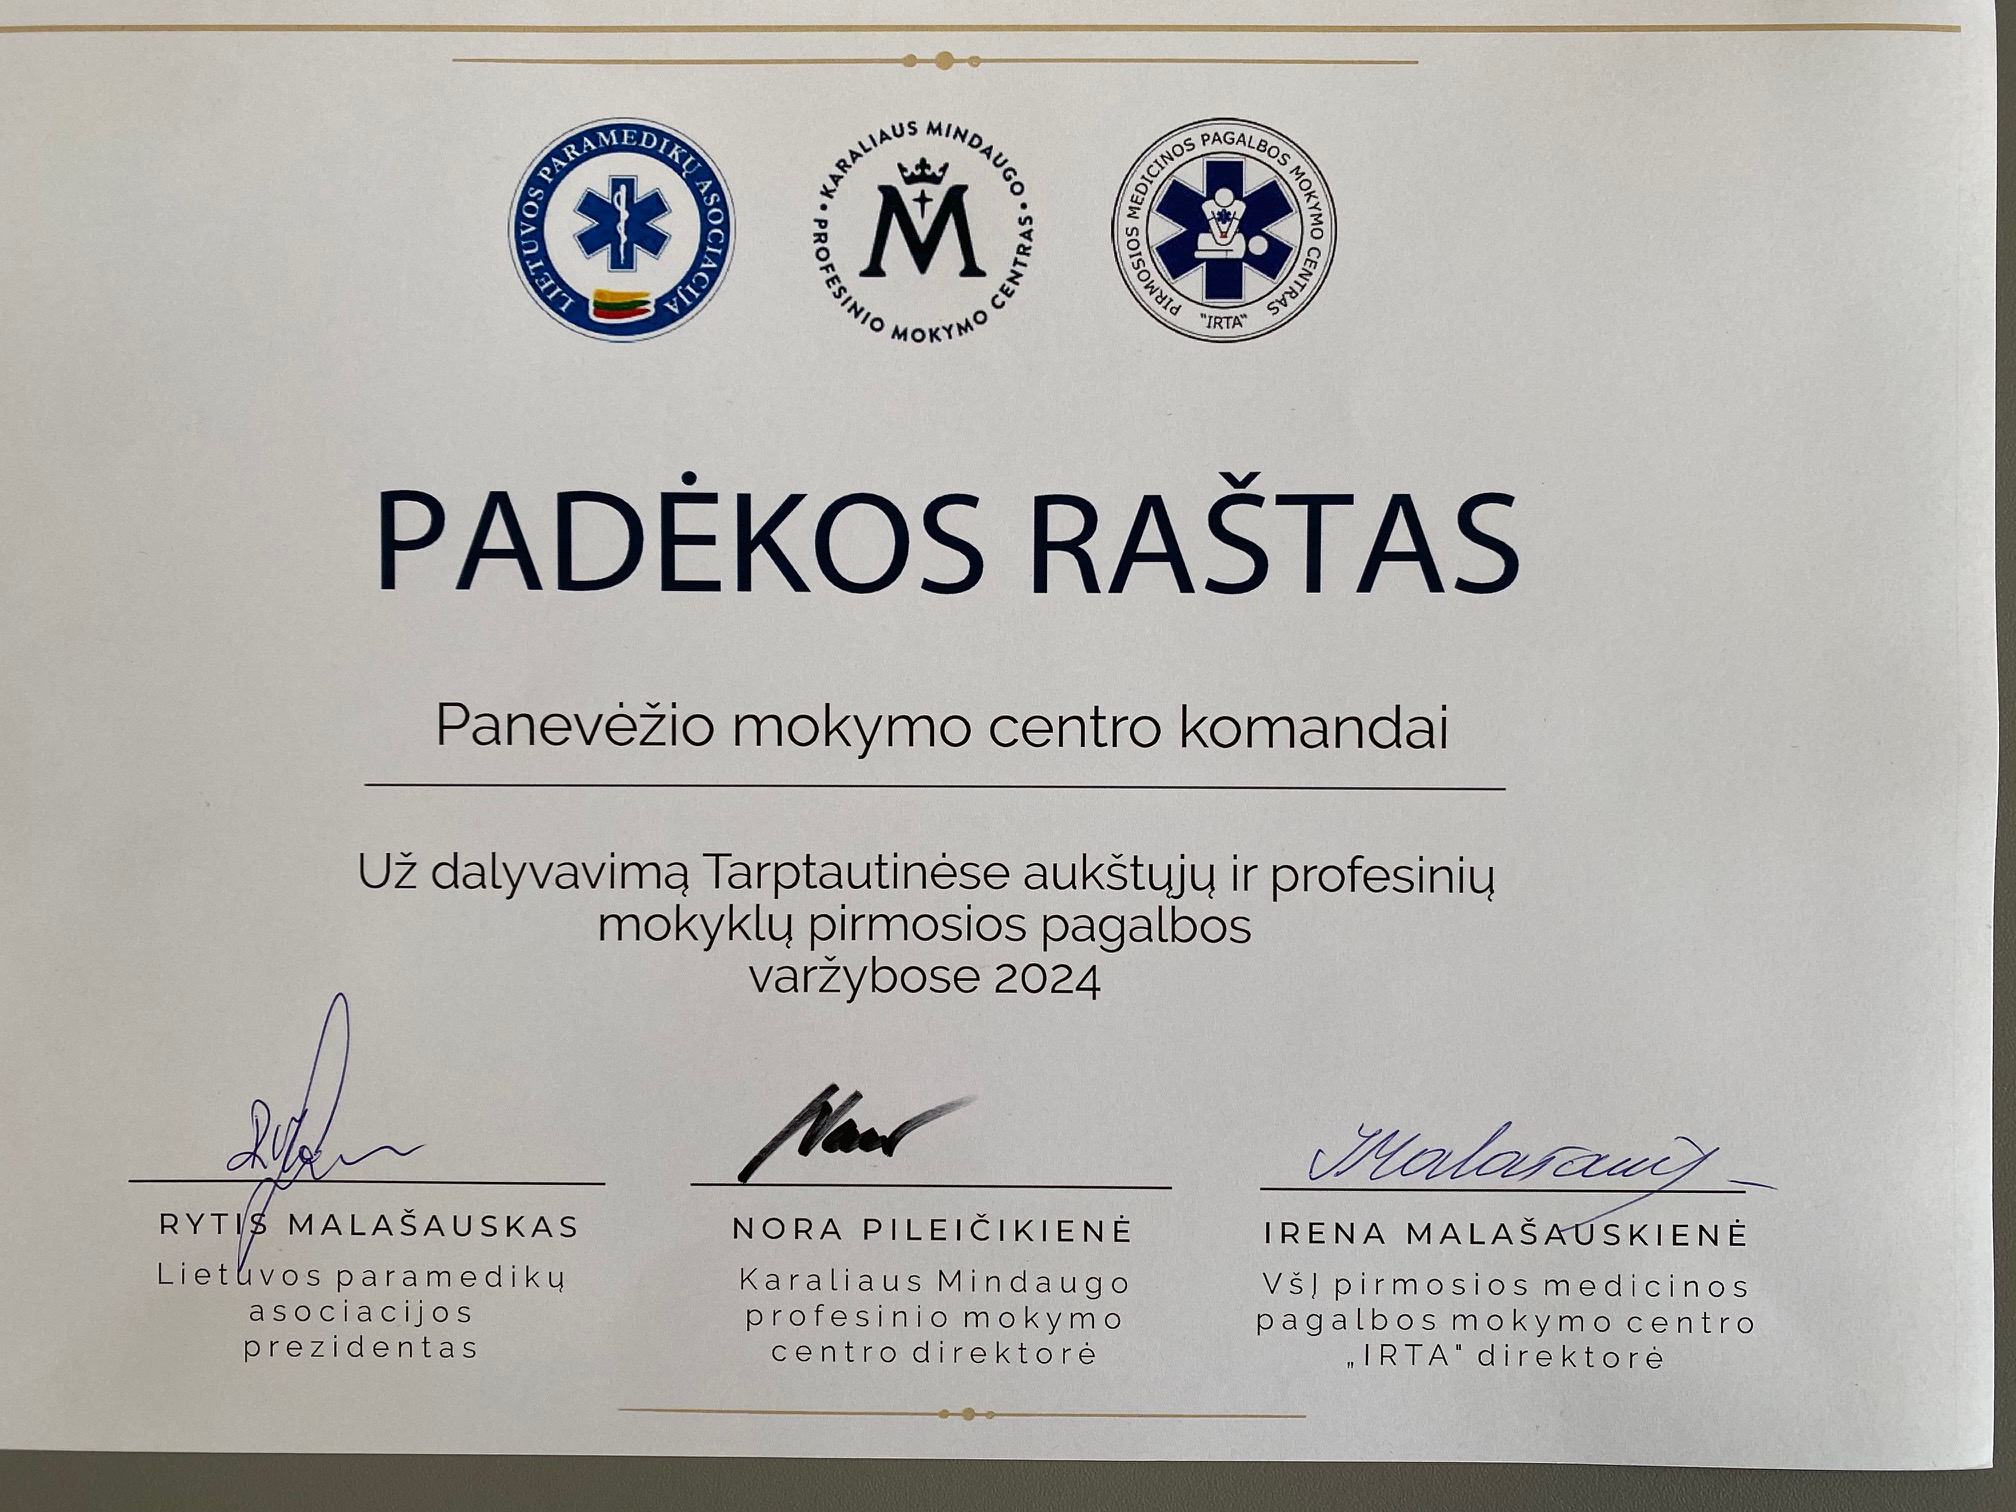 LIETUVOS PARAMEDIKŲ ASOCIACIJA
KARALIAUS MINDAUGO
PROFESINIO MOKYMO CENTRAS
PIRMOSIOS MEDICINOS PAGALBOS MOKYMO CENTRAS
"IRTA"
M
PADĖKOS RAŠTAS
Panevėžio mokymo centro komandai
Už dalyvavimą Tarptautinėse aukštųjų ir profesinių
mokyklų pirmosios pagalbos
varžybose 2024
RYTIS MALAŠAUSKAS
Lietuvos paramedikų
asociacijos
prezidentas
NORA PILEIČIKIENĖ
Karaliaus Mindaugo
profesinio mokymo
centro direktorė
IRENA MALAŠAUSKIENĖ
VšĮ pirmosios medicinos
pagalbos mokymo centro
„IRTA" direktorė